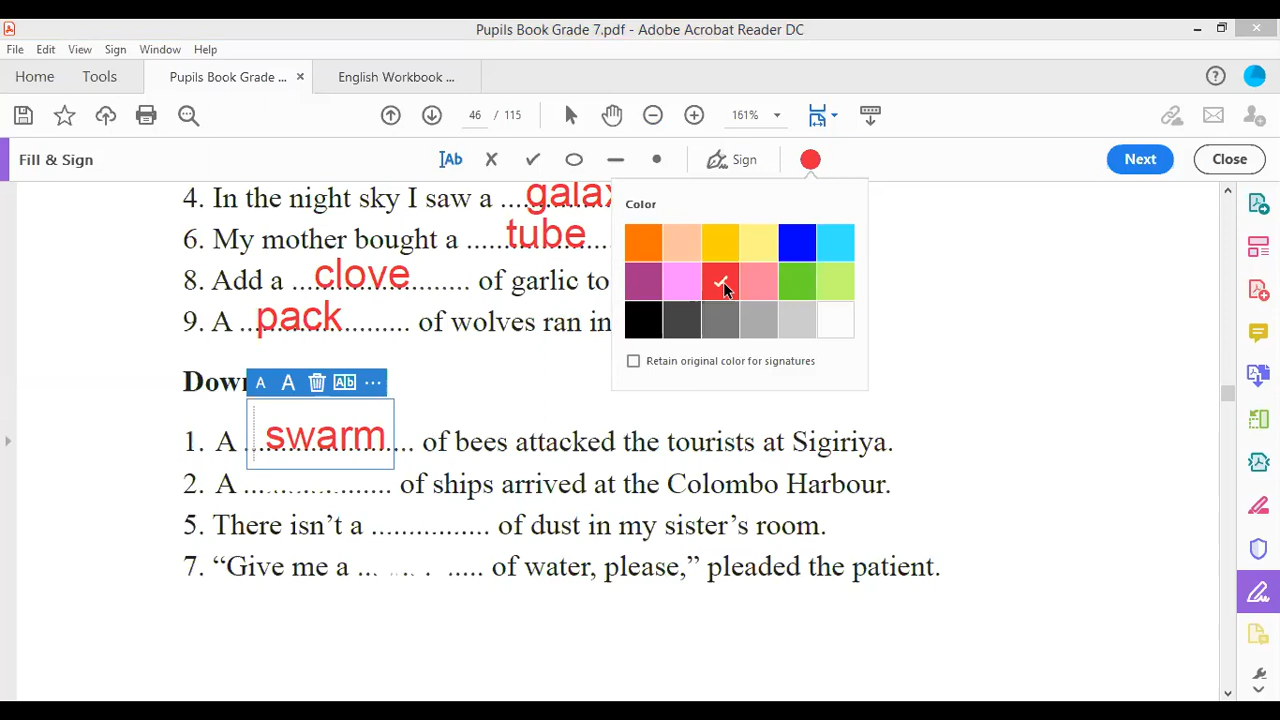 Pupils Book Grade 7.pdf - Adobe Acrobat Reader DC
File Edit View Sign Window Help
Home Tools Pupils Book Grade ... × English Workbook ...
46 / 115 161%
Fill & Sign Ab Sign Next Close
4. In the night sky I saw a .... galax
6. My mother bought a .... tube ....
8. Add a .... clove .... of garlic to
9. A .... pack .... of wolves ran in
Color
Retain original color for signatures
Down
A A Ab ...
1. A .... swarm .... of bees attacked the tourists at Sigiriya.
2. A .................... of ships arrived at the Colombo Harbour.
5. There isn’t a ................ of dust in my sister’s room.
7. “Give me a .... . ..... of water, please,” pleaded the patient.